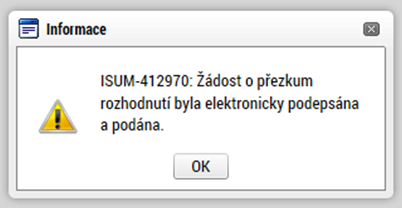 Informace
ISUM-412970: Žádost o přezkum
rozhodnutí byla elektronicky podepsána
a podána.
OK